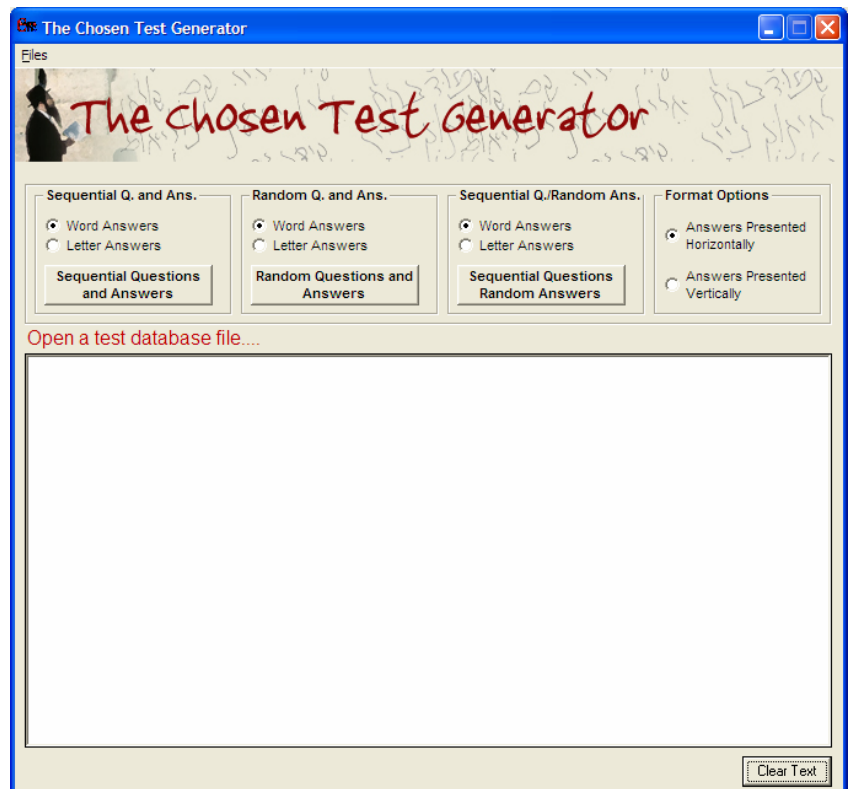 The Chosen Test Generator
Files
The Chosen Test Generator
Sequential Q. and Ans.
Word Answers
Letter Answers
Sequential Questions
and Answers
Random Q. and Ans.
Word Answers
Letter Answers
Random Questions and
Answers
Sequential Q./Random Ans.
Word Answers
Letter Answers
Sequential Questions
Random Answers
Format Options
Answers Presented
Horizontally
Answers Presented
Vertically
Open a test database file....
Clear Text